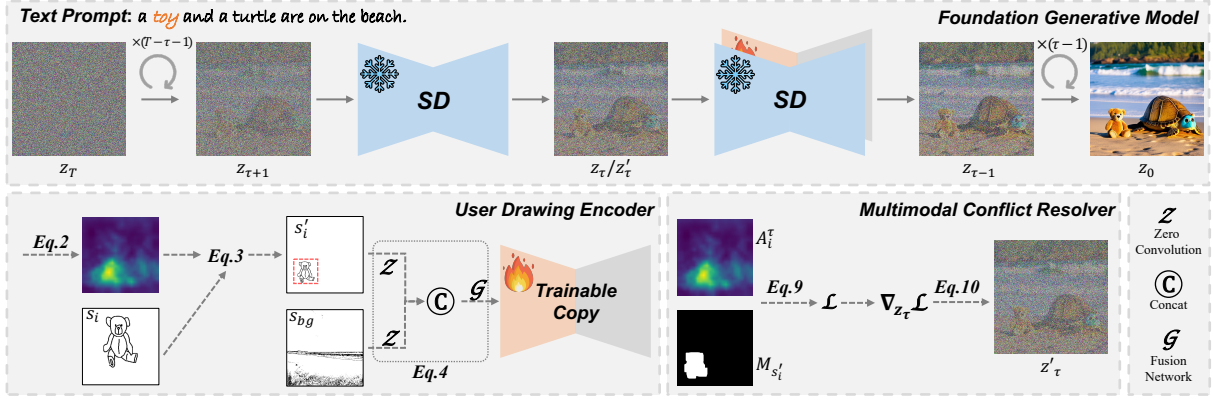 Text Prompt: a toy and a turtle are on the beach.
Foundation Generative Model
×(T−τ−1)
×(τ−1)
SD
SD
z_T
z_{τ+1}
z_τ/z'_τ
z_{τ−1}
z_0
User Drawing Encoder
Eq.2
Eq.3
s'_i
s_i
s_{bg}
Z
Z
C
G
Eq.4
Trainable
Copy
Multimodal Conflict Resolver
A_i^τ
M_{s'_i}
Eq.9
L
∇_{z_τ} L
Eq.10
z'_τ
Z
Zero
Convolution
C
Concat
G
Fusion
Network